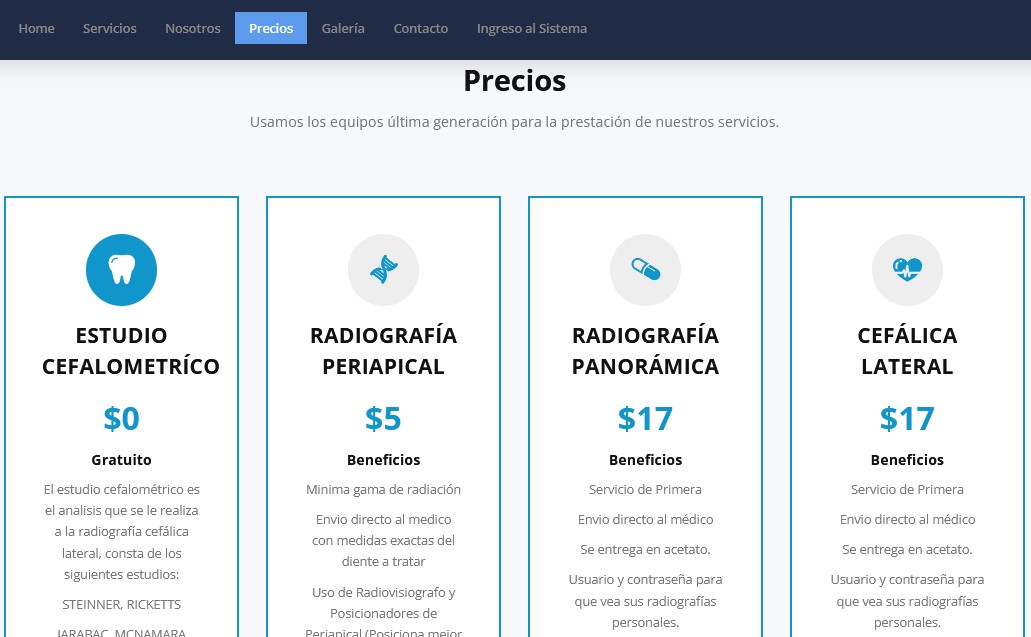 Home Servicios Nosotros Precios Galería Contacto Ingreso al Sistema
Precios
Usamos los equipos última generación para la prestación de nuestros servicios.
ESTUDIO
CEFALOMETRÍCO
$0
Gratuito
El estudio cefalométrico es
el analisis que se le realiza
a la radiografía cefálica
lateral, consta de los
siguientes estudios:
STEINNER, RICKETTS
JARABAC, MCNAMARA
RADIOGRAFÍA
PERIAPICAL
$5
Beneficios
Minima gama de radiación
Envio directo al medico
con medidas exactas del
diente a tratar
Uso de Radiovisiografo y
Posicionadores de
Periapical (Posiciona mejor
RADIOGRAFÍA
PANORÁMICA
$17
Beneficios
Servicio de Primera
Envio directo al médico
Se entrega en acetato.
Usuario y contraseña para
que vea sus radiografías
personales.
CEFÁLICA
LATERAL
$17
Beneficios
Servicio de Primera
Envio directo al médico
Se entrega en acetato.
Usuario y contraseña para
que vea sus radiografías
personales.